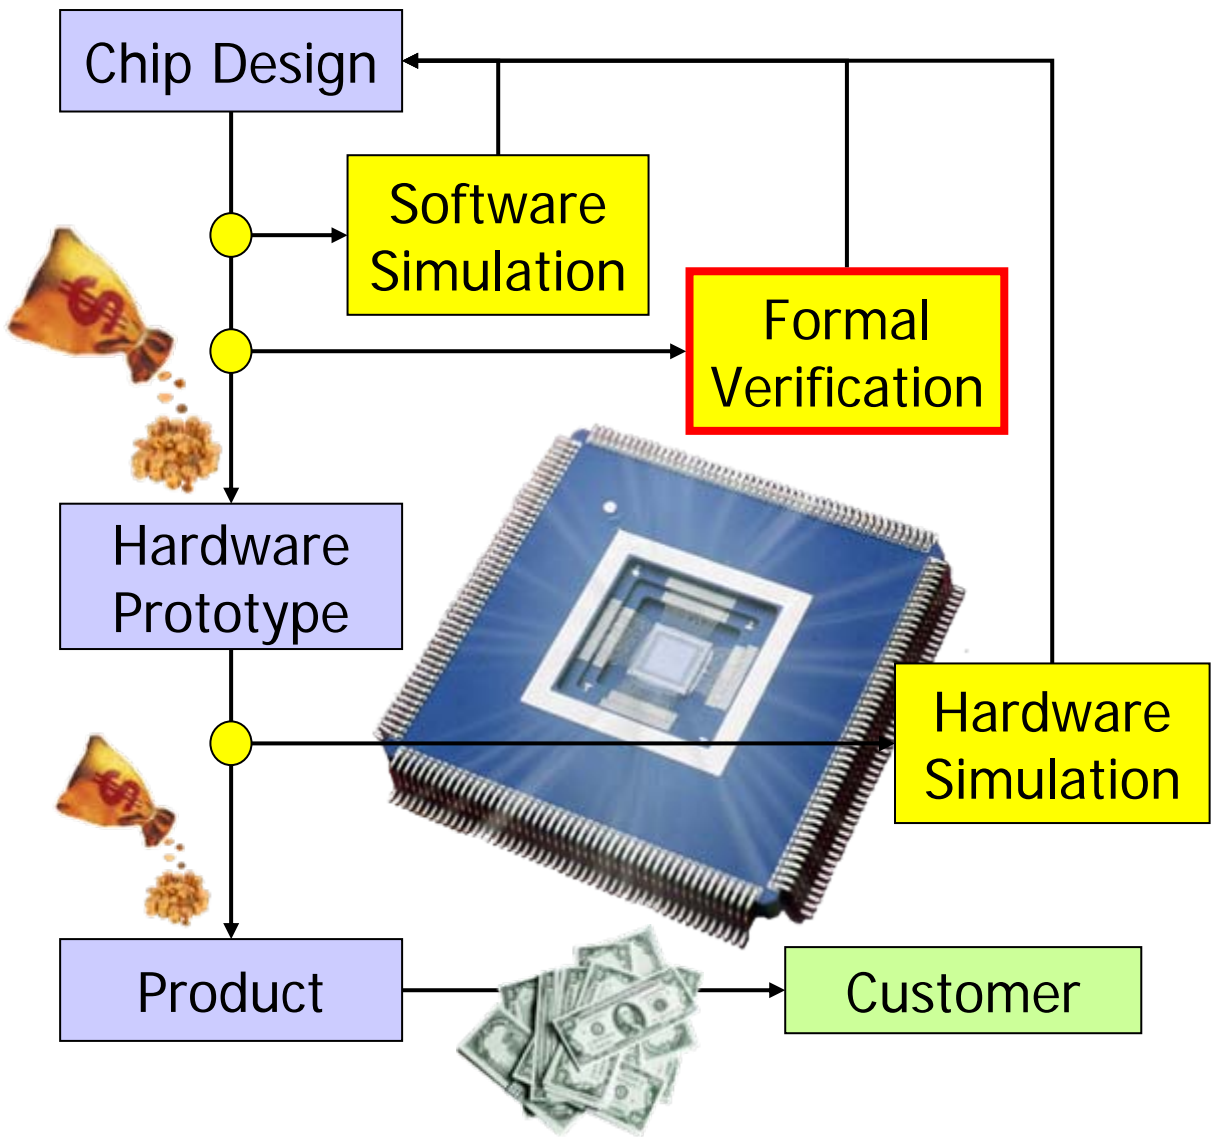 Chip Design
Software
Simulation
Formal
Verification
$
Hardware
Prototype
Hardware
Simulation
$
Product
Customer